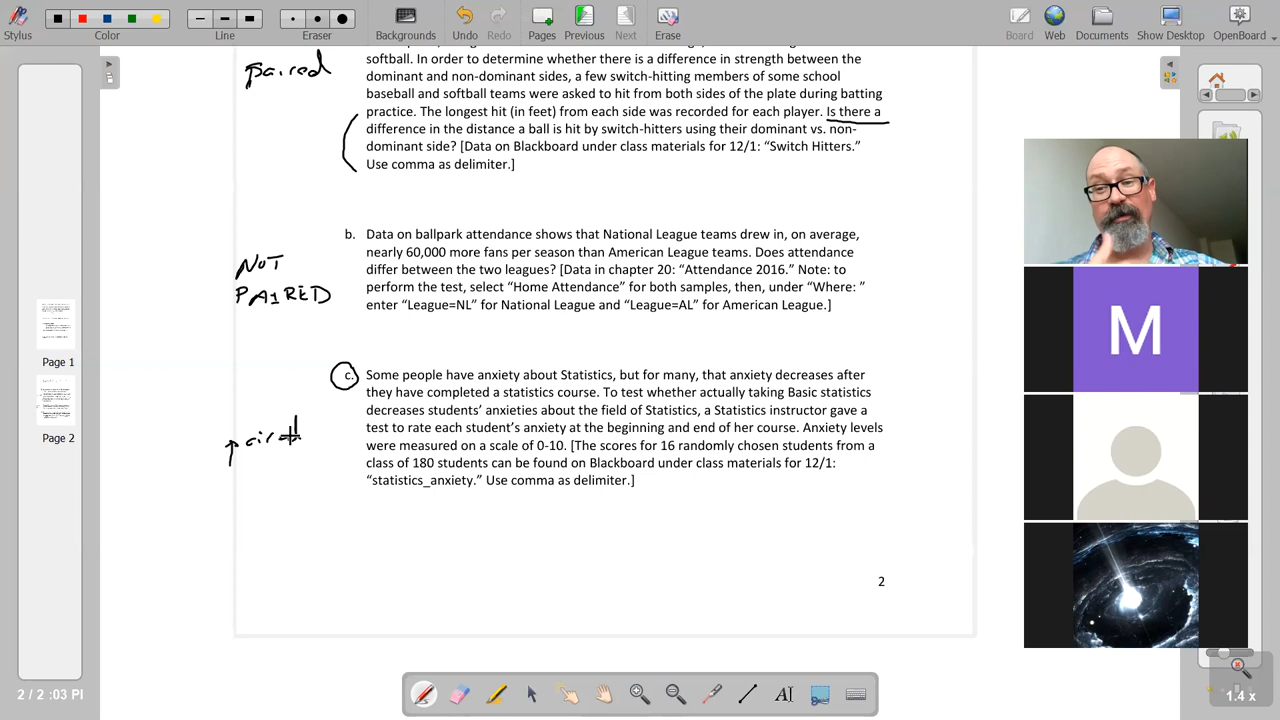 Stylus
Color
Line
Eraser
Backgrounds
Undo
Redo
Pages
Previous
Next
Erase
Board
Web
Documents
Show Desktop
OpenBoard
paired
softball. In order to determine whether there is a difference in strength between the
dominant and non-dominant sides, a few switch-hitting members of some school
baseball and softball teams were asked to hit from both sides of the plate during batting
practice. The longest hit (in feet) from each side was recorded for each player. Is there a
difference in the distance a ball is hit by switch-hitters using their dominant vs. non-
dominant side? [Data on Blackboard under class materials for 12/1: “Switch Hitters.”
Use comma as delimiter.]
NOT
PAIRED
b. Data on ballpark attendance shows that National League teams drew in, on average,
nearly 60,000 more fans per season than American League teams. Does attendance
differ between the two leagues? [Data in chapter 20: “Attendance 2016.” Note: to
perform the test, select “Home Attendance” for both samples, then, under “Where: ”
enter “League=NL” for National League and “League=AL” for American League.]
c. Some people have anxiety about Statistics, but for many, that anxiety decreases after
they have completed a statistics course. To test whether actually taking Basic statistics
decreases students’ anxieties about the field of Statistics, a Statistics instructor gave a
test to rate each student’s anxiety at the beginning and end of her course. Anxiety levels
were measured on a scale of 0-10. [The scores for 16 randomly chosen students from a
class of 180 students can be found on Blackboard under class materials for 12/1:
“statistics_anxiety.” Use comma as delimiter.]
2
Page 1
Page 2
M
2 / 2 :03 PI
1.4 x